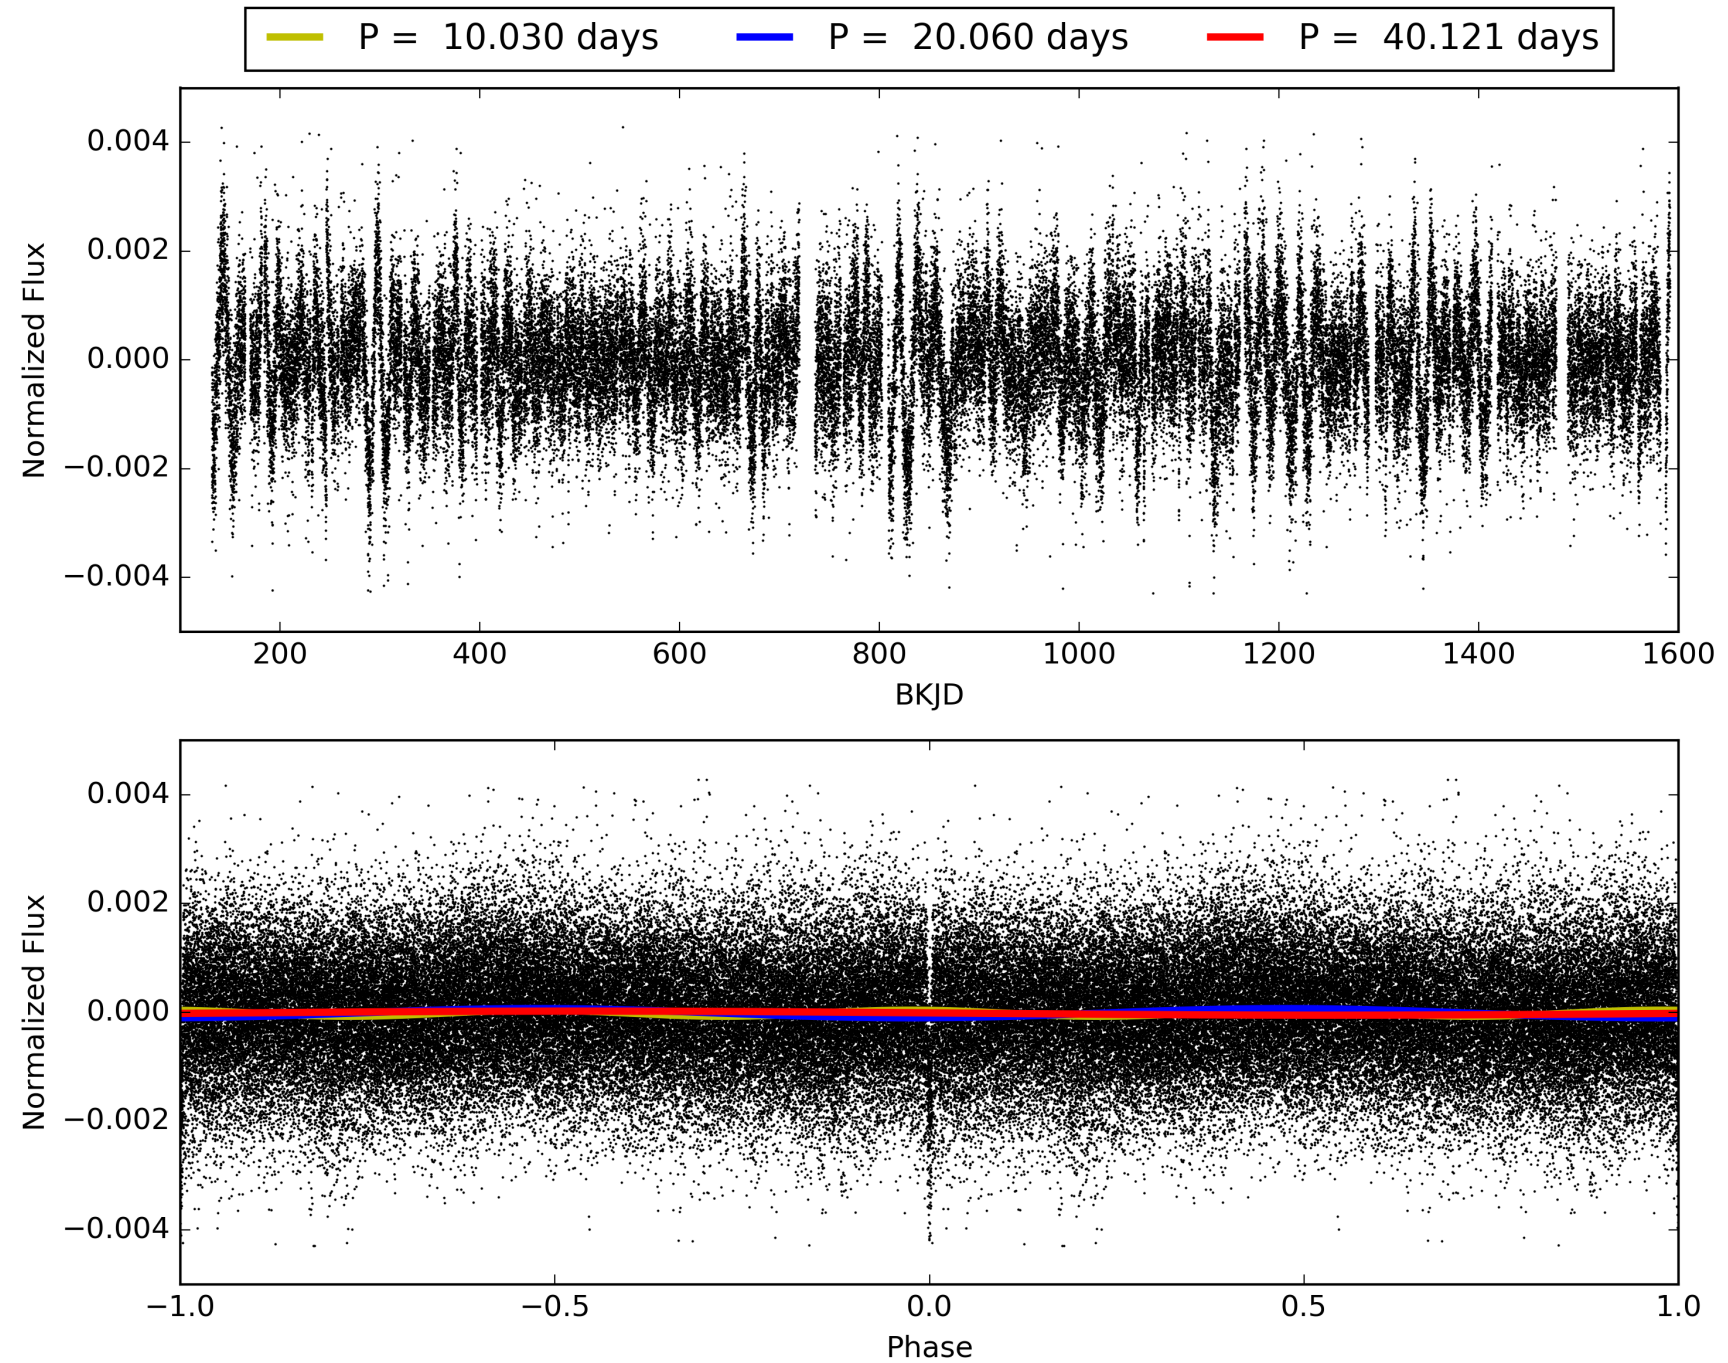 P = 10.030 days P = 20.060 days P = 40.121 days
0.004
0.002
0.000
−0.002
−0.004
Normalized Flux
200 400 600 800 1000 1200 1400 1600
BKJD
0.004
0.002
0.000
−0.002
−0.004
Normalized Flux
−1.0 −0.5 0.0 0.5 1.0
Phase